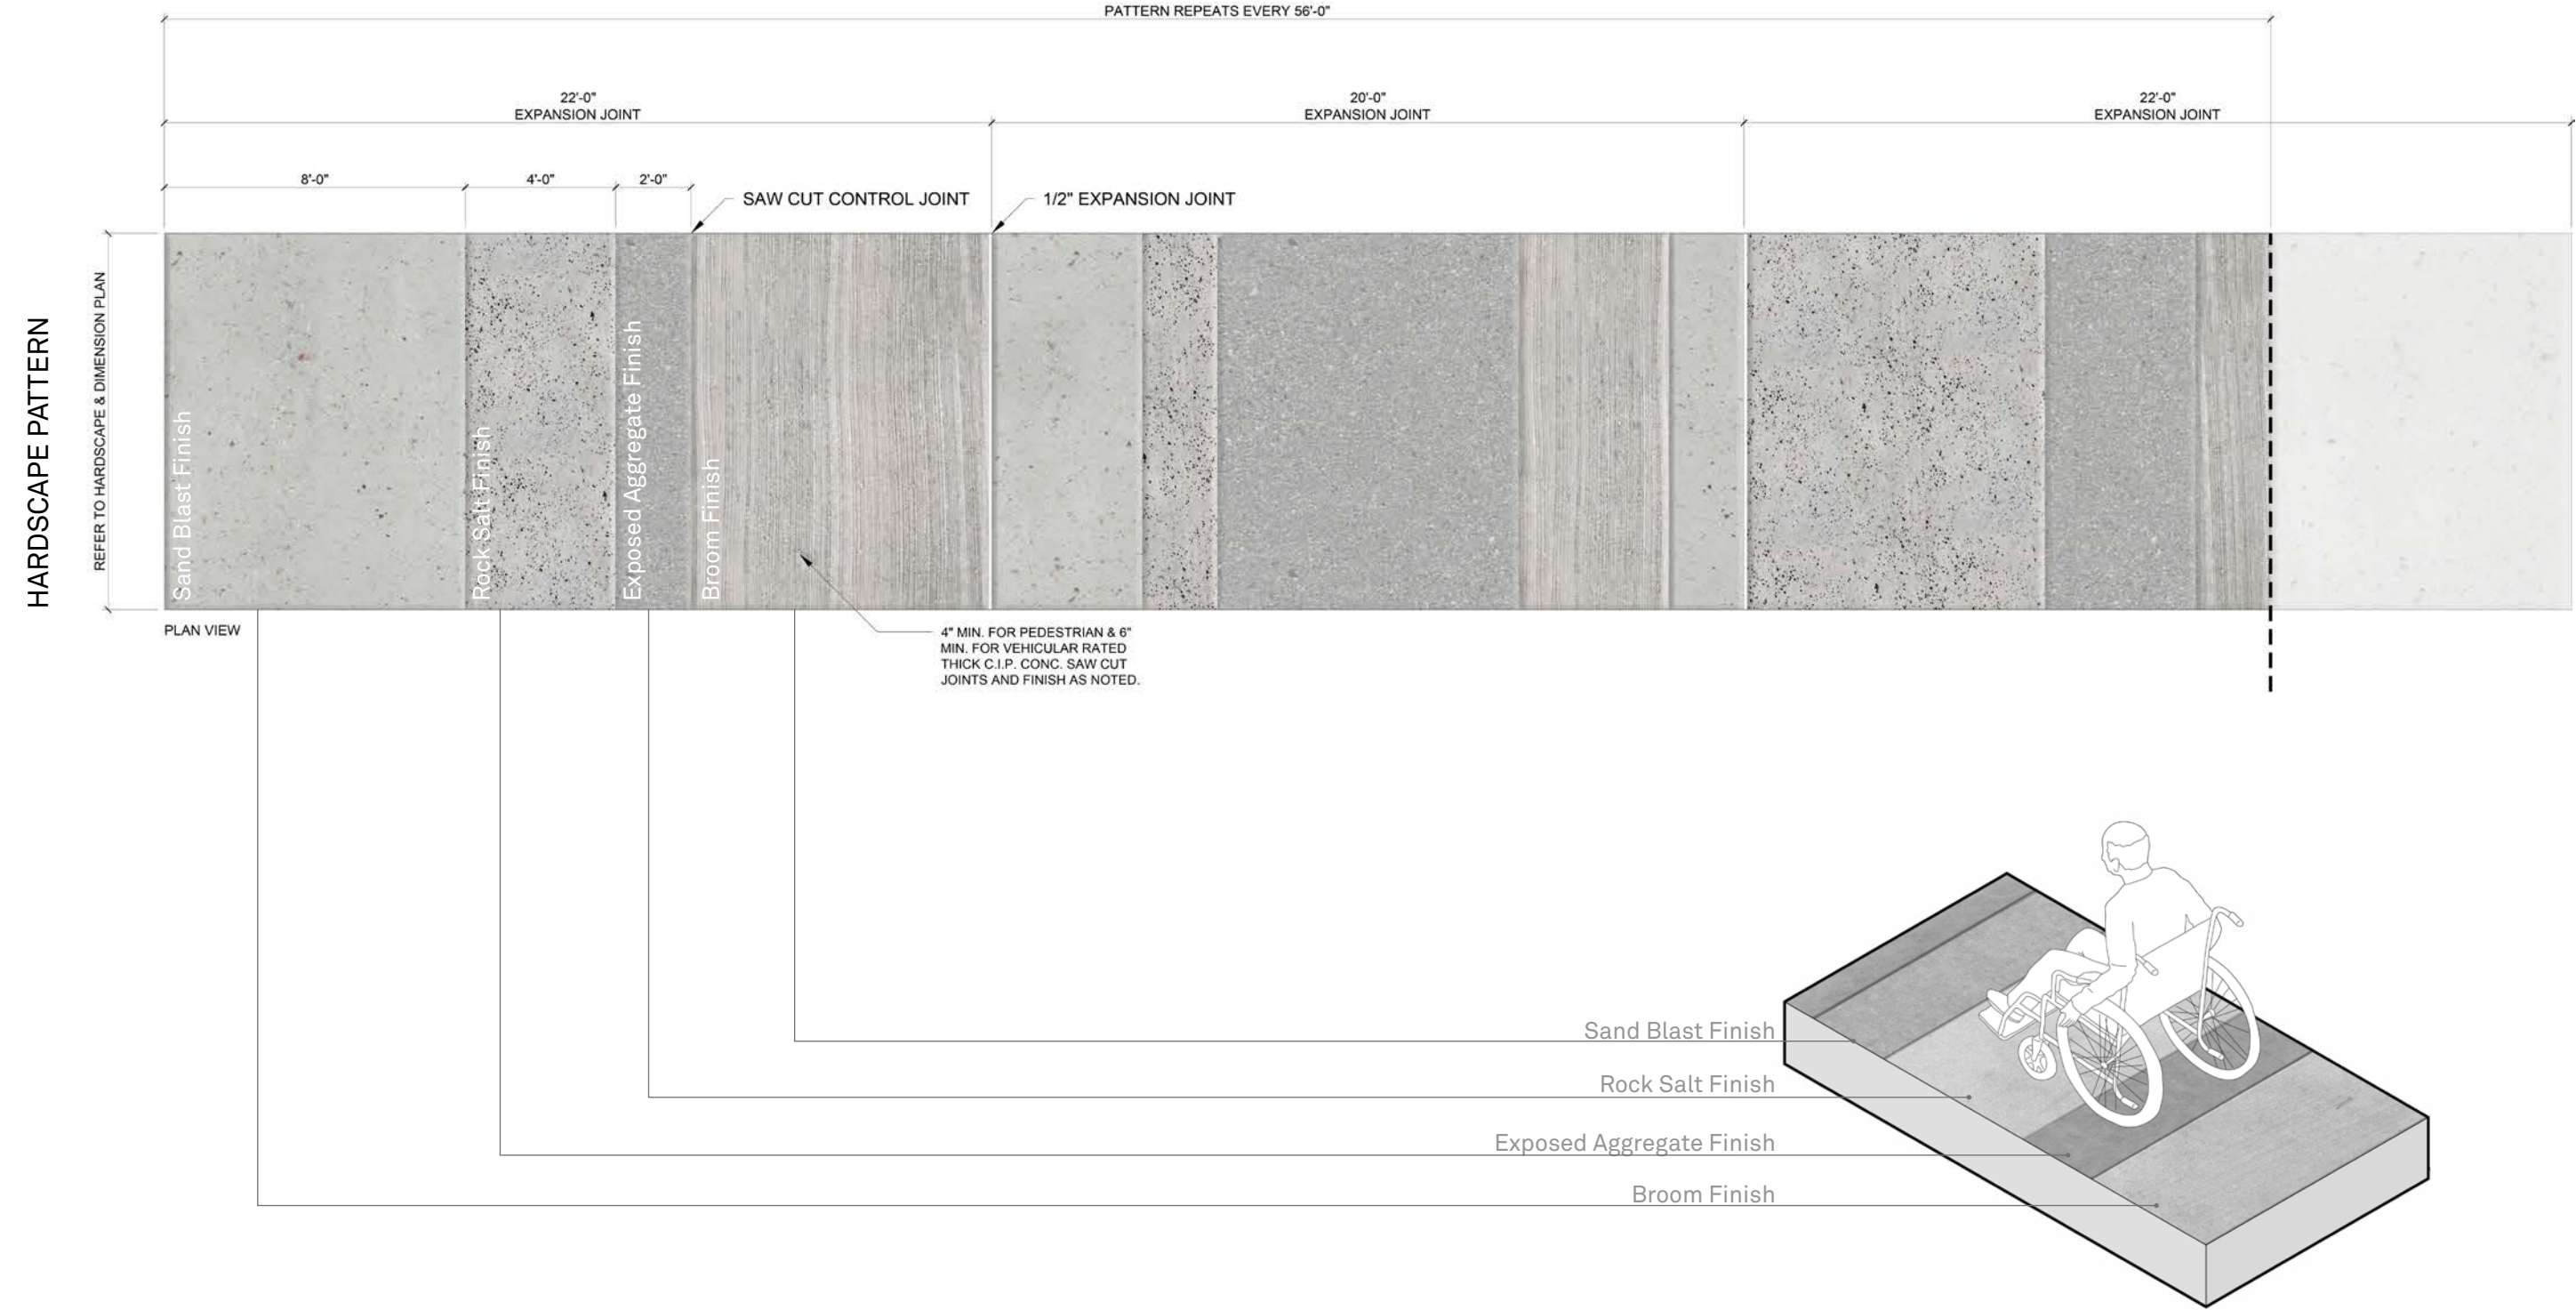 PATTERN REPEATS EVERY 56'-0"
22'-0"
EXPANSION JOINT
20'-0"
EXPANSION JOINT
22'-0"
EXPANSION JOINT
8'-0"
4'-0"
2'-0"
SAW CUT CONTROL JOINT
1/2" EXPANSION JOINT
HARDSCAPE PATTERN
REFER TO HARDSCAPE & DIMENSION PLAN
Sand Blast Finish
Rock Salt Finish
Exposed Aggregate Finish
Broom Finish
PLAN VIEW
4" MIN. FOR PEDESTRIAN & 6"
MIN. FOR VEHICULAR RATED
THICK C.I.P. CONC. SAW CUT
JOINTS AND FINISH AS NOTED.
Sand Blast Finish
Rock Salt Finish
Exposed Aggregate Finish
Broom Finish